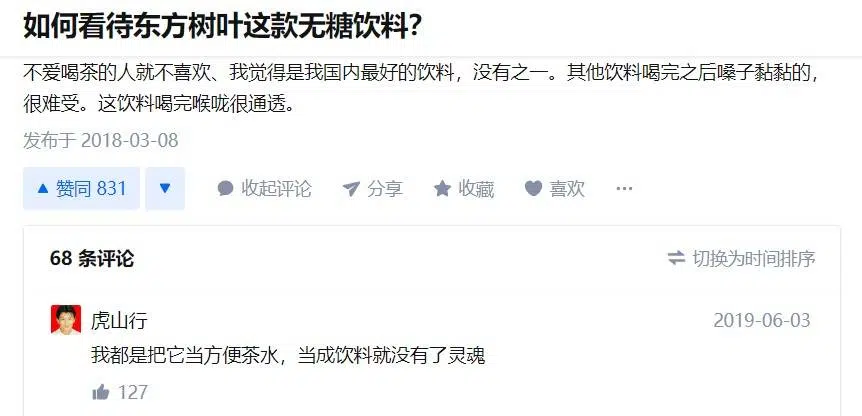 如何看待东方树叶这款无糖饮料？
不爱喝茶的人就不喜欢、我觉得是我国内最好的饮料，没有之一。其他饮料喝完之后嗓子黏黏的，
很难受。这饮料喝完喉咙很通透。
发布于 2018-03-08
赞同 831 收起评论 分享 收藏 喜欢 ···
68 条评论 切换为时间排序
虎山行 2019-06-03
我都是把它当方便茶水，当成饮料就没有了灵魂
127